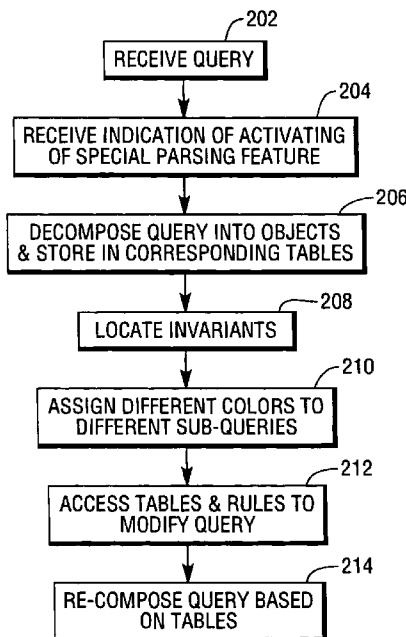 202
RECEIVE QUERY
204
RECEIVE INDICATION OF ACTIVATING
OF SPECIAL PARSING FEATURE
206
DECOMPOSE QUERY INTO OBJECTS
& STORE IN CORRESPONDING TABLES
208
LOCATE INVARIANTS
210
ASSIGN DIFFERENT COLORS TO
DIFFERENT SUB-QUERIES
212
ACCESS TABLES & RULES TO
MODIFY QUERY
214
RE-COMPOSE QUERY BASED
ON TABLES